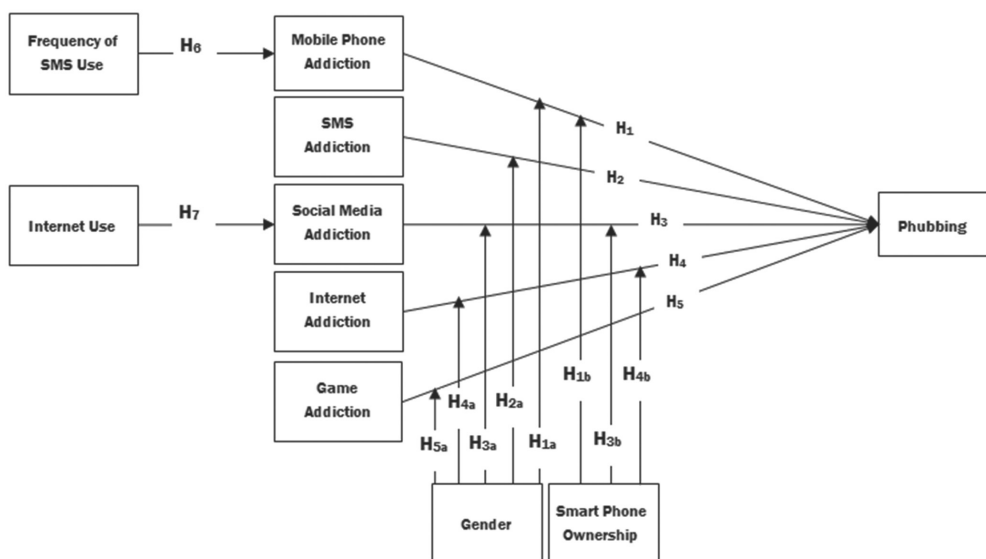 Frequency of
SMS Use
H₆
Mobile Phone
Addiction
SMS
Addiction
H₁
H₂
Internet Use
H₇
Social Media
Addiction
H₃
Phubbing
Internet
Addiction
H₄
H₅
Game
Addiction
H₅ₐ
H₄ₐ
H₃ₐ
H₂ₐ
H₁ₐ
H₁b
H₃b
H₄b
Gender
Smart Phone
Ownership